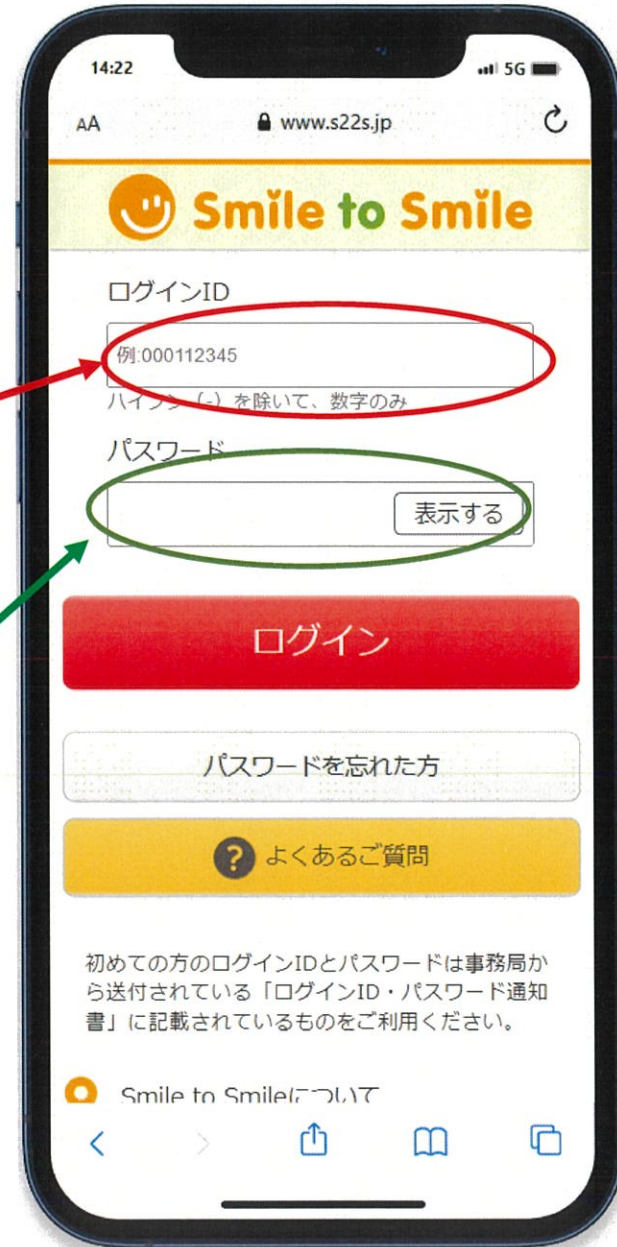 14:22
5G
AA
www.s22s.jp
Smile to Smile
ログインID
例:000112345
ハイフン (-) を除いて、数字のみ
パスワード
表示する
ログイン
パスワードを忘れた方
? よくあるご質問
初めての方のログインIDとパスワードは事務局か
ら送付されている「ログインID・パスワード通知
書」に記載されているものをご利用ください。
Smile to Smileについて